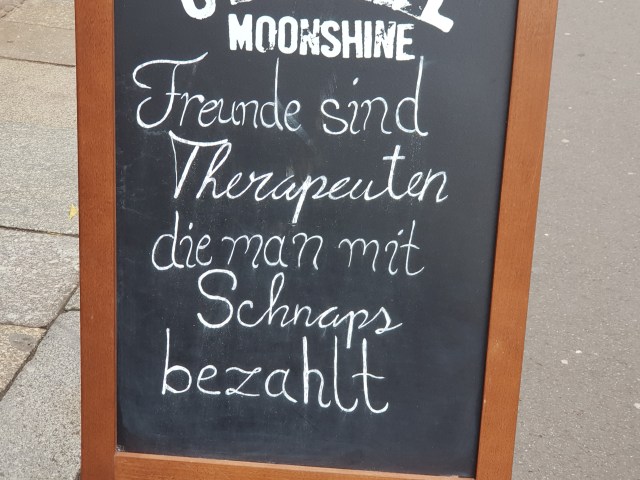 MOONSHINE
Freunde sind
Therapeuten
die man mit
Schnaps
bezahlt